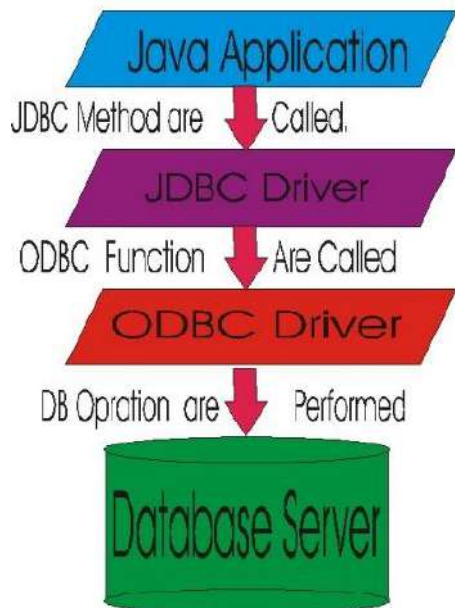 Java Application
JDBC Method are Called.
JDBC Driver
ODBC Function Are Called
ODBC Driver
DB Opration are Performed
Database Server